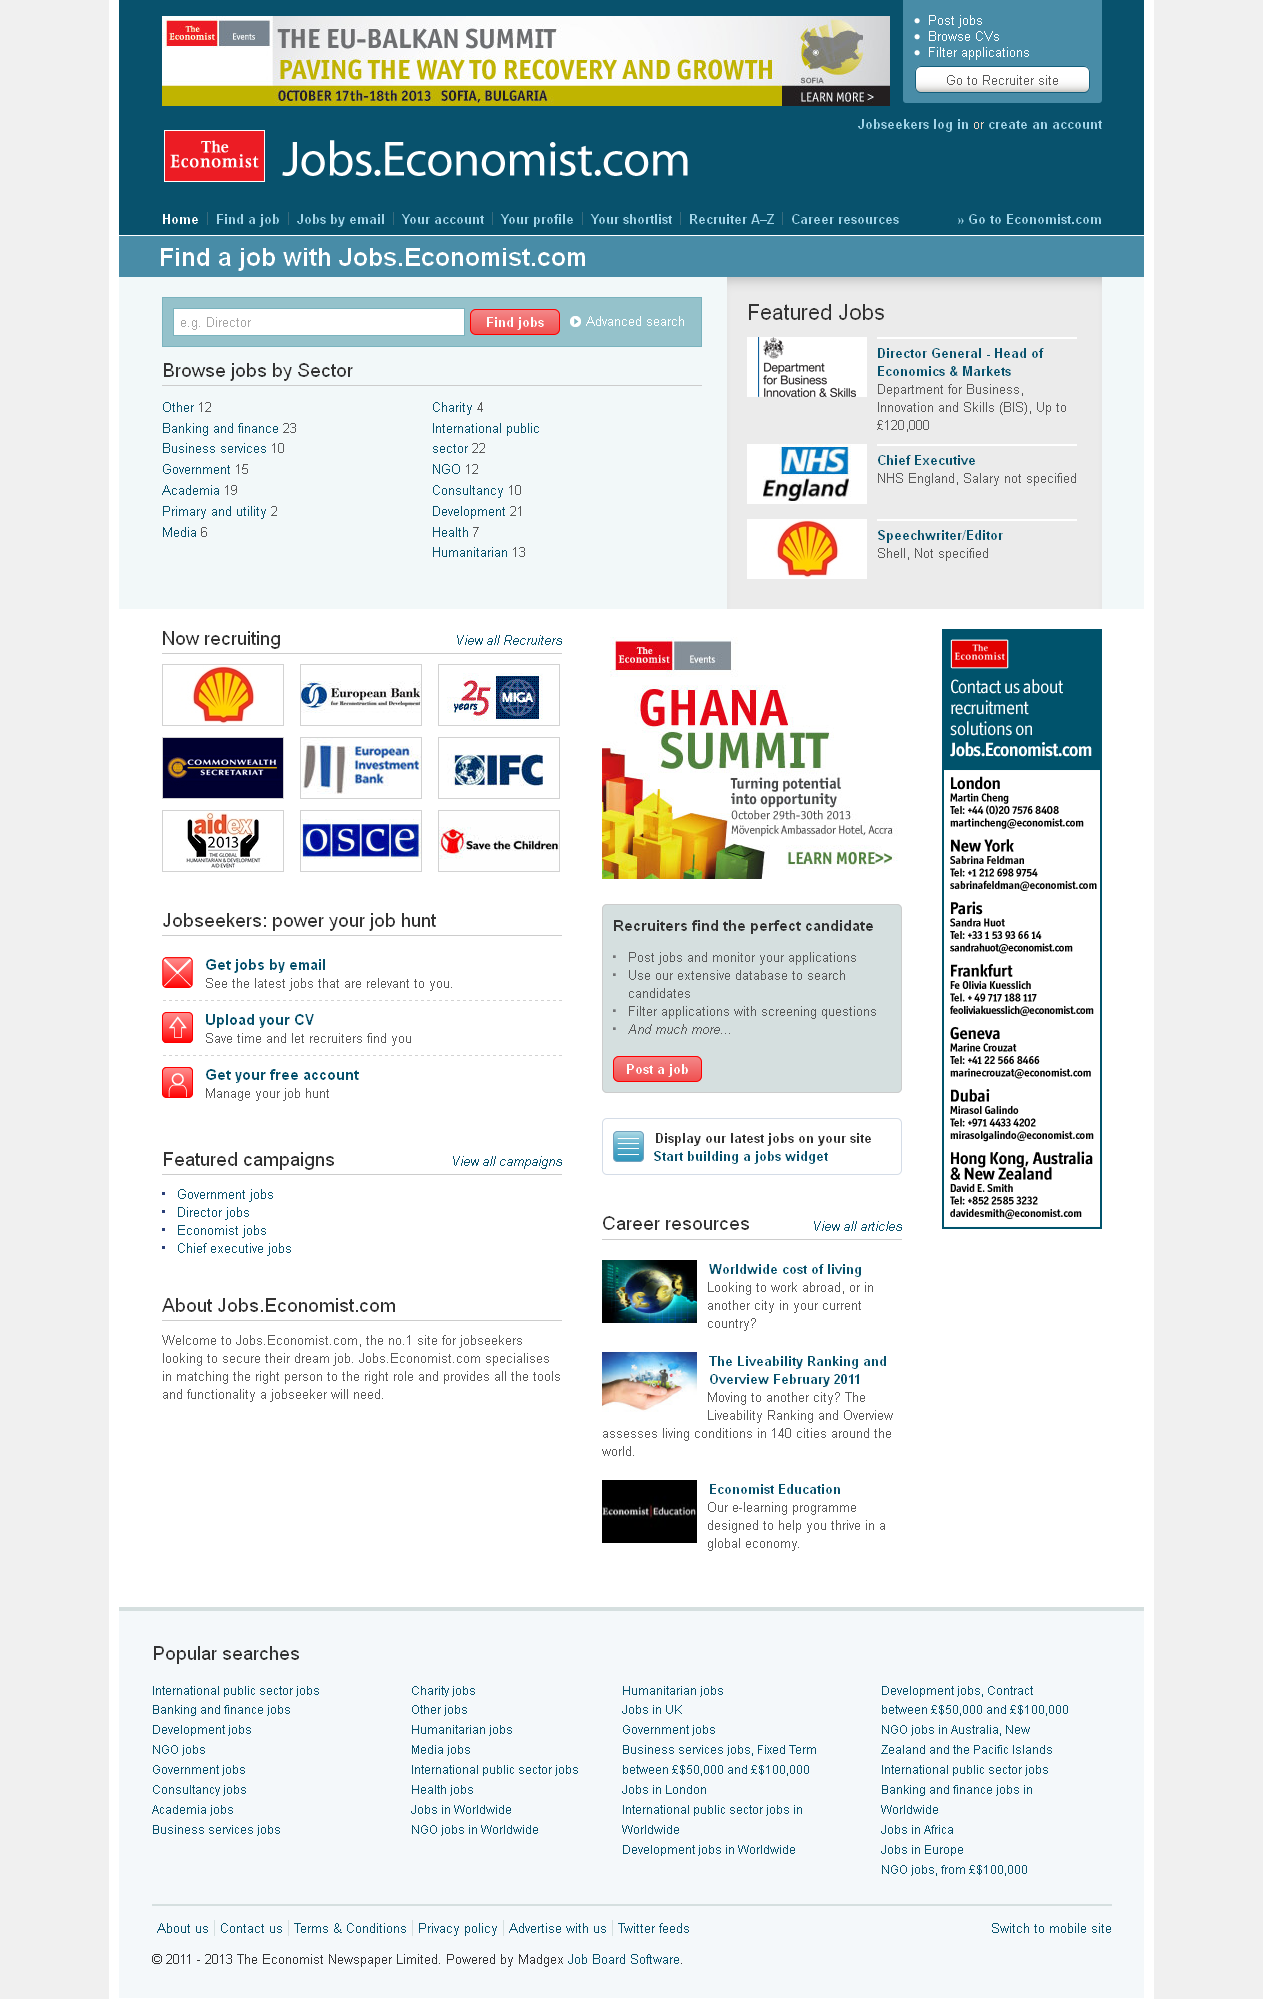 The Economist Events
THE EU-BALKAN SUMMIT
PAVING THE WAY TO RECOVERY AND GROWTH
OCTOBER 17th-18th 2013 SOFIA, BULGARIA
SOFIA
LEARN MORE >
Post jobs
Browse CVs
Filter applications
Go to Recruiter site
Jobseekers log in or create an account
The Economist
Jobs.Economist.com
Home Find a job Jobs by email Your account Your profile Your shortlist Recruiter A–Z Career resources » Go to Economist.com
Find a job with Jobs.Economist.com
e.g. Director Find jobs Advanced search
Browse jobs by Sector
Other 12
Banking and finance 23
Business services 10
Government 15
Academia 19
Primary and utility 2
Media 6
Charity 4
International public
sector 22
NGO 12
Consultancy 10
Development 21
Health 7
Humanitarian 13
Featured Jobs
Department
for Business
Innovation & Skills
Director General - Head of
Economics & Markets
Department for Business,
Innovation and Skills (BIS), Up to
£120,000
NHS
England
Chief Executive
NHS England, Salary not specified
Speechwriter/Editor
Shell, Not specified
Now recruiting View all Recruiters
European Bank
for Reconstruction and Development
25 years MIGA
COMMONWEALTH
SECRETARIAT
European
Investment
Bank
IFC
aidex
2013
THE GLOBAL
HUMANITARIAN & DEVELOPMENT
AID EVENT
osce
Save the Children
Jobseekers: power your job hunt
Get jobs by email
See the latest jobs that are relevant to you.
Upload your CV
Save time and let recruiters find you
Get your free account
Manage your job hunt
Featured campaigns View all campaigns
Government jobs
Director jobs
Economist jobs
Chief executive jobs
About Jobs.Economist.com
Welcome to Jobs.Economist.com, the no.1 site for jobseekers
looking to secure their dream job. Jobs.Economist.com specialises
in matching the right person to the right role and provides all the tools
and functionality a jobseeker will need.
The Economist Events
GHANA
SUMMIT
Turning potential
into opportunity
October 29th-30th 2013
Mövenpick Ambassador Hotel, Accra
LEARN MORE>>
Recruiters find the perfect candidate
Post jobs and monitor your applications
Use our extensive database to search
candidates
Filter applications with screening questions
And much more...
Post a job
Display our latest jobs on your site
Start building a jobs widget
Career resources View all articles
Worldwide cost of living
Looking to work abroad, or in
another city in your current
country?
The Liveability Ranking and
Overview February 2011
Moving to another city? The
Liveability Ranking and Overview
assesses living conditions in 140 cities around the
world.
Economist Education
Economist Education
Our e-learning programme
designed to help you thrive in a
global economy.
The Economist
Contact us about
recruitment
solutions on
Jobs.Economist.com
London
Martin Cheng
Tel: +44 (0)20 7576 8408
martincheng@economist.com
New York
Sabrina Feldman
Tel: +1 212 698 9754
sabrinafeldman@economist.com
Paris
Sandra Huot
Tel: +33 1 53 93 66 14
sandrahuot@economist.com
Frankfurt
Fe Olivia Kuesslich
Tel. + 49 717 188 117
feoliviakuesslich@economist.com
Geneva
Marine Crouzat
Tel: +41 22 566 8466
marinecrouzat@economist.com
Dubai
Mirasol Galindo
Tel: +971 4433 4202
mirasolgalindo@economist.com
Hong Kong, Australia
& New Zealand
David E. Smith
Tel: +852 2585 3232
davidesmith@economist.com
Popular searches
International public sector jobs
Banking and finance jobs
Development jobs
NGO jobs
Government jobs
Consultancy jobs
Academia jobs
Business services jobs
Charity jobs
Other jobs
Humanitarian jobs
Media jobs
International public sector jobs
Health jobs
Jobs in Worldwide
NGO jobs in Worldwide
Humanitarian jobs
Jobs in UK
Government jobs
Business services jobs, Fixed Term
between £$50,000 and £$100,000
Jobs in London
International public sector jobs in
Worldwide
Development jobs in Worldwide
Development jobs, Contract
between £$50,000 and £$100,000
NGO jobs in Australia, New
Zealand and the Pacific Islands
International public sector jobs
Banking and finance jobs in
Worldwide
Jobs in Africa
Jobs in Europe
NGO jobs, from £$100,000
About us Contact us Terms & Conditions Privacy policy Advertise with us Twitter feeds Switch to mobile site
© 2011 - 2013 The Economist Newspaper Limited. Powered by Madgex Job Board Software.